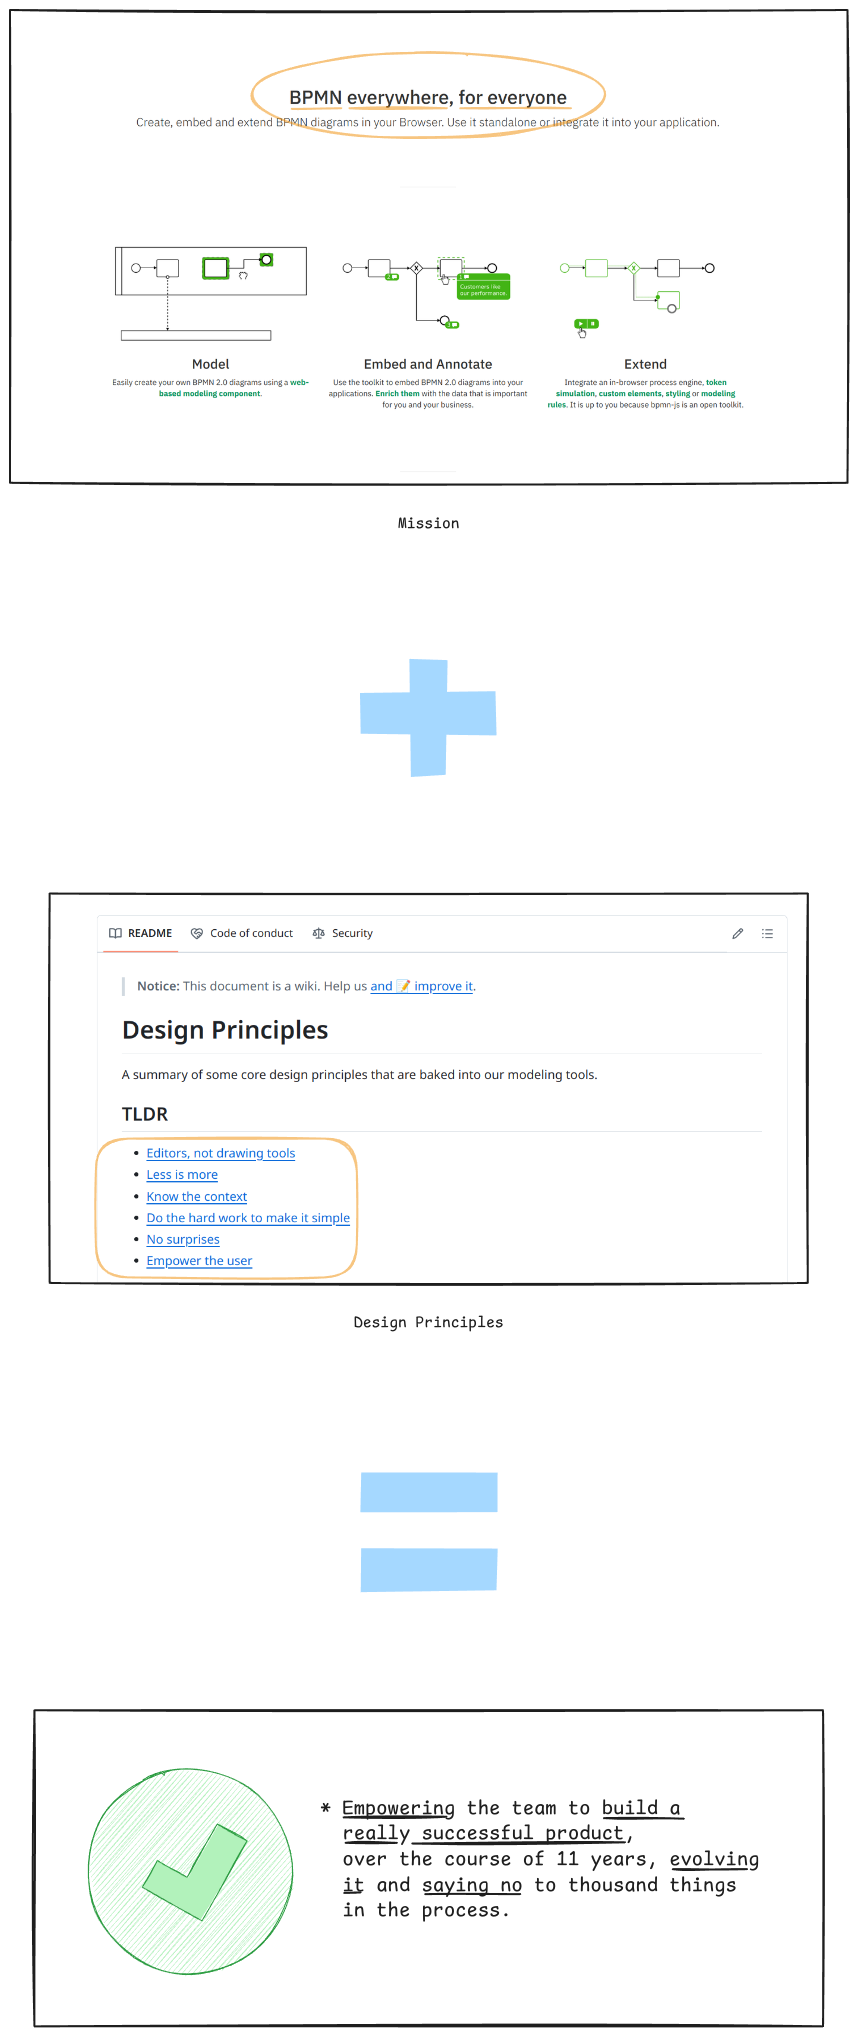 BPMN everywhere, for everyone
Create, embed and extend BPMN diagrams in your Browser. Use it standalone or integrate it into your application.
Customers like
our performance.
Model
Easily create your own BPMN 2.0 diagrams using a web-
based modeling component.
Embed and Annotate
Use the toolkit to embed BPMN 2.0 diagrams into your
applications. Enrich them with the data that is important
for you and your business.
Extend
Integrate an in-browser process engine, token
simulation, custom elements, styling or modeling
rules. It is up to you because bpmn-js is an open toolkit.
Mission
README
Code of conduct
Security
Notice: This document is a wiki. Help us and 📝 improve it.
Design Principles
A summary of some core design principles that are baked into our modeling tools.
TLDR
• Editors, not drawing tools
• Less is more
• Know the context
• Do the hard work to make it simple
• No surprises
• Empower the user
Design Principles
* Empowering the team to build a
really successful product,
over the course of 11 years, evolving
it and saying no to thousand things
in the process.